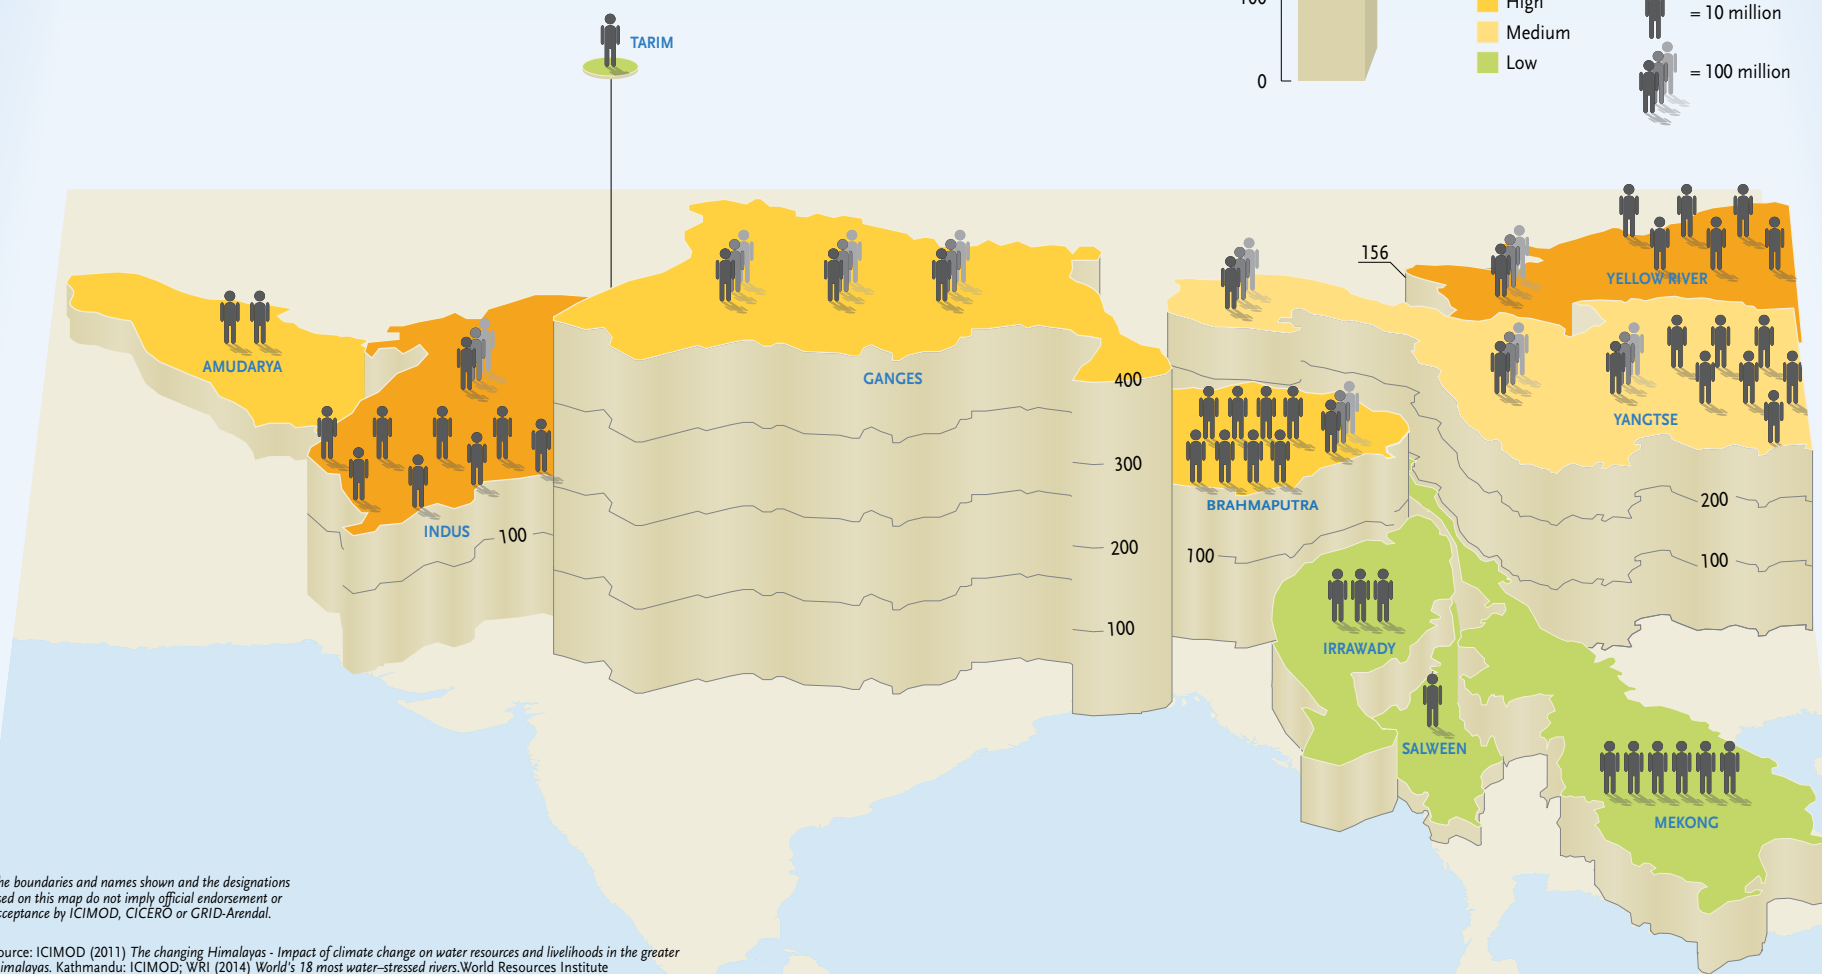 High
= 10 million
Medium
= 100 million
Low
0
TARIM
156
YELLOW RIVER
AMUDARYA
GANGES
400
YANGTSE
300
200
BRAHMAPUTRA
INDUS
100
200
100
100
100
IRRAWADY
SALWEEN
MEKONG
he boundaries and names shown and the designations
sed on this map do not imply official endorsement or
cceptance by ICIMOD, CICERO or GRID-Arendal.
ource: ICIMOD (2011) The changing Himalayas - Impact of climate change on water resources and livelihoods in the greater
imalayas. Kathmandu: ICIMOD; WRI (2014) World's 18 most water–stressed rivers.World Resources Institute